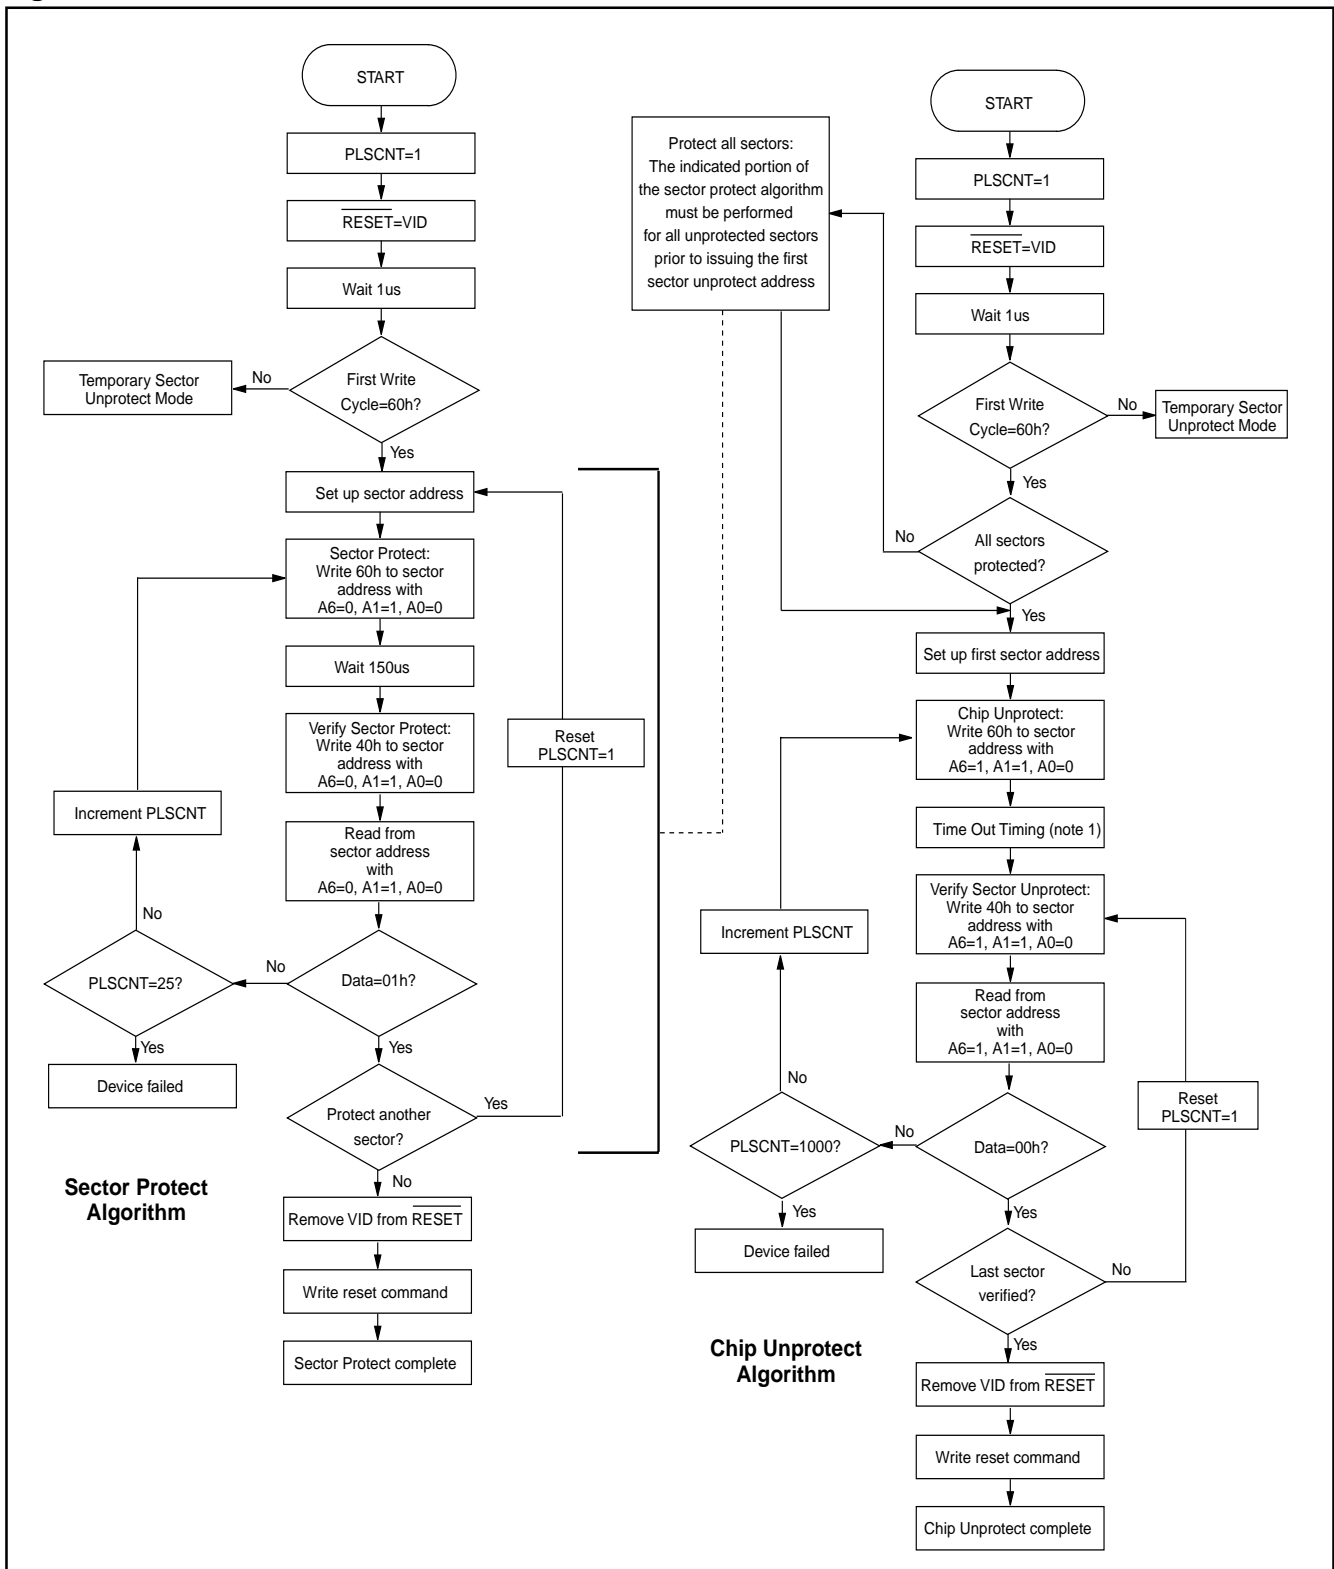 START
PLSCNT=1
RESET=VID
Wait 1us
First Write
Cycle=60h?
No
Temporary Sector
Unprotect Mode
Yes
Set up sector address
Sector Protect:
Write 60h to sector
address with
A6=0, A1=1, A0=0
Wait 150us
Verify Sector Protect:
Write 40h to sector
address with
A6=0, A1=1, A0=0
Reset
PLSCNT=1
Increment PLSCNT
Read from
sector address
with
A6=0, A1=1, A0=0
No
PLSCNT=25?
No
Data=01h?
Yes
Yes
Device failed
Protect another
sector?
Yes
No
Sector Protect
Algorithm
Remove VID from RESET
Write reset command
Sector Protect complete
Protect all sectors:
The indicated portion of
the sector protect algorithm
must be performed
for all unprotected sectors
prior to issuing the first
sector unprotect address
START
PLSCNT=1
RESET=VID
Wait 1us
First Write
Cycle=60h?
No
Temporary Sector
Unprotect Mode
Yes
No
All sectors
protected?
Yes
Set up first sector address
Chip Unprotect:
Write 60h to sector
address with
A6=1, A1=1, A0=0
Time Out Timing (note 1)
Verify Sector Unprotect:
Write 40h to sector
address with
A6=1, A1=1, A0=0
Increment PLSCNT
Read from
sector address
with
A6=1, A1=1, A0=0
No
Reset
PLSCNT=1
PLSCNT=1000?
No
Data=00h?
Yes
Yes
Device failed
Last sector
verified?
No
Yes
Chip Unprotect
Algorithm
Remove VID from RESET
Write reset command
Chip Unprotect complete